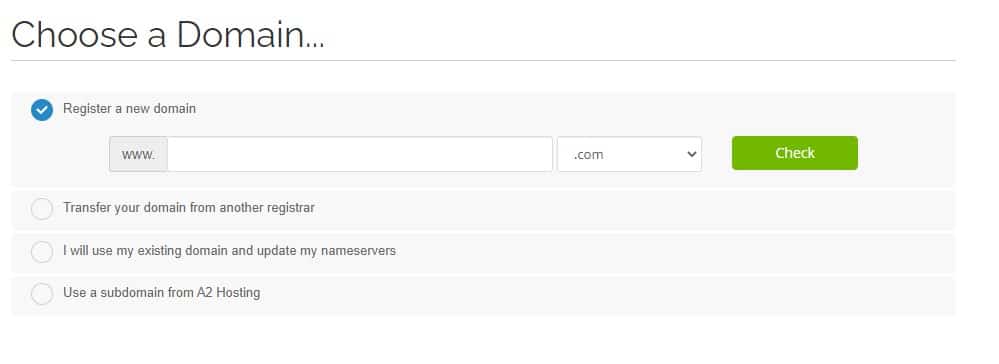 Choose a Domain...
Register a new domain
www. .com Check
Transfer your domain from another registrar
I will use my existing domain and update my nameservers
Use a subdomain from A2 Hosting